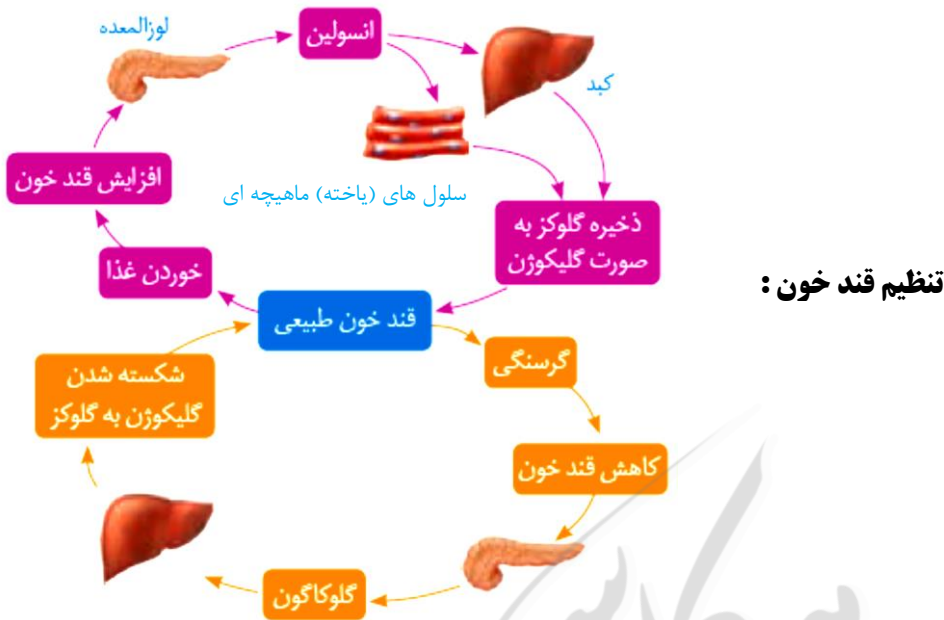 تنظیم قند خون :
لوزالمعده
انسولین
کبد
سلول های (یاخته) ماهیچه ای
ذخیره گلوکز به
صورت گلیکوژن
افزایش قند خون
خوردن غذا
قند خون طبیعی
گرسنگی
کاهش قند خون
گلوکاگون
شکسته شدن
گلیکوژن به گلوکز